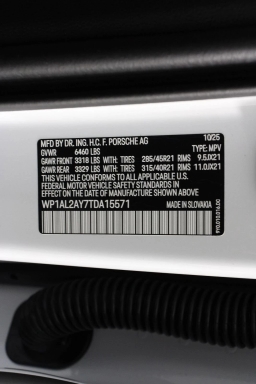 MFD BY DR. ING. H.C. F. PORSCHE AG 10/25
GVWR 6460 LBS TYPE: MPV
GAWR FRONT 3318 LBS WITH: TIRES 285/45R21 RIMS 9.5JX21
GAWR REAR 3329 LBS WITH: TIRES 315/40R21 RIMS 11.0JX21
THIS VEHICLE CONFORMS TO ALL APPLICABLE U.S.
FEDERAL MOTOR VEHICLE SAFETY STANDARDS IN
EFFECT ON THE DATE OF MANUFACTURE SHOWN ABOVE.
WP1AL2AY7TDA15571 MADE IN SLOVAKIA